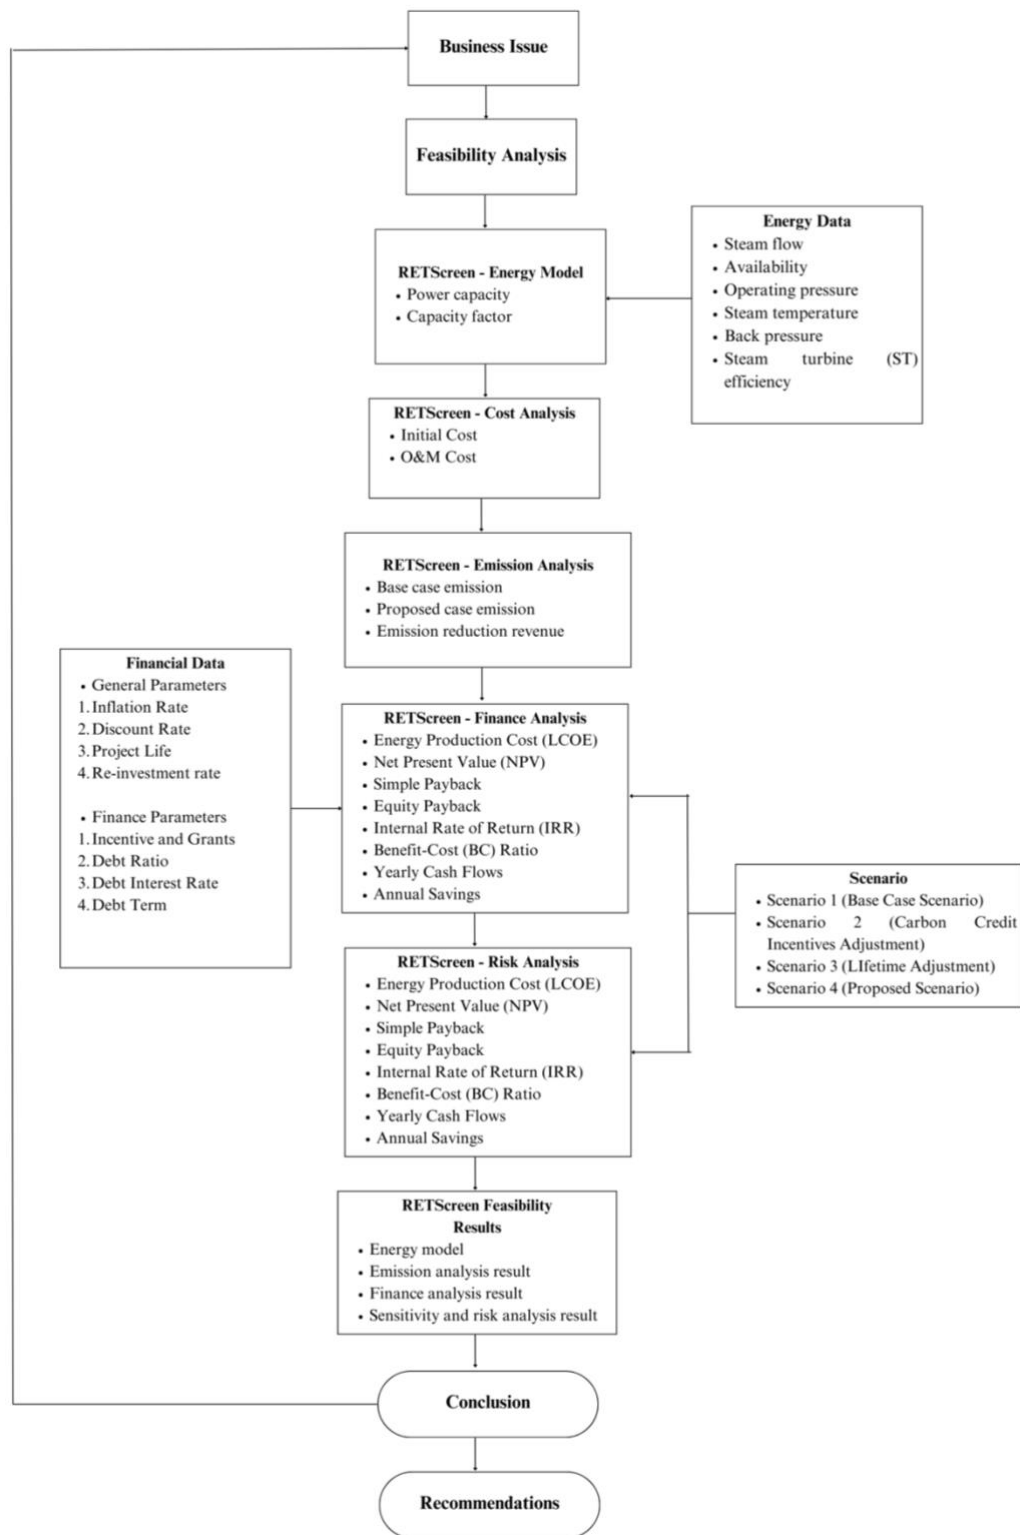 Business Issue
Feasibility Analysis
Energy Data
• Steam flow
• Availability
• Operating pressure
• Steam temperature
• Back pressure
• Steam turbine (ST)
efficiency
RETScreen - Energy Model
• Power capacity
• Capacity factor
RETScreen - Cost Analysis
• Initial Cost
• O&M Cost
RETScreen - Emission Analysis
• Base case emission
• Proposed case emission
• Emission reduction revenue
Financial Data
• General Parameters
1. Inflation Rate
2. Discount Rate
3. Project Life
4. Re-investment rate
• Finance Parameters
1. Incentive and Grants
2. Debt Ratio
3. Debt Interest Rate
4. Debt Term
RETScreen - Finance Analysis
• Energy Production Cost (LCOE)
• Net Present Value (NPV)
• Simple Payback
• Equity Payback
• Internal Rate of Return (IRR)
• Benefit-Cost (BC) Ratio
• Yearly Cash Flows
• Annual Savings
Scenario
• Scenario 1 (Base Case Scenario)
• Scenario 2 (Carbon Credit
Incentives Adjustment)
• Scenario 3 (LIfetime Adjustment)
• Scenario 4 (Proposed Scenario)
RETScreen - Risk Analysis
• Energy Production Cost (LCOE)
• Net Present Value (NPV)
• Simple Payback
• Equity Payback
• Internal Rate of Return (IRR)
• Benefit-Cost (BC) Ratio
• Yearly Cash Flows
• Annual Savings
RETScreen Feasibility
Results
• Energy model
• Emission analysis result
• Finance analysis result
• Sensitivity and risk analysis result
Conclusion
Recommendations